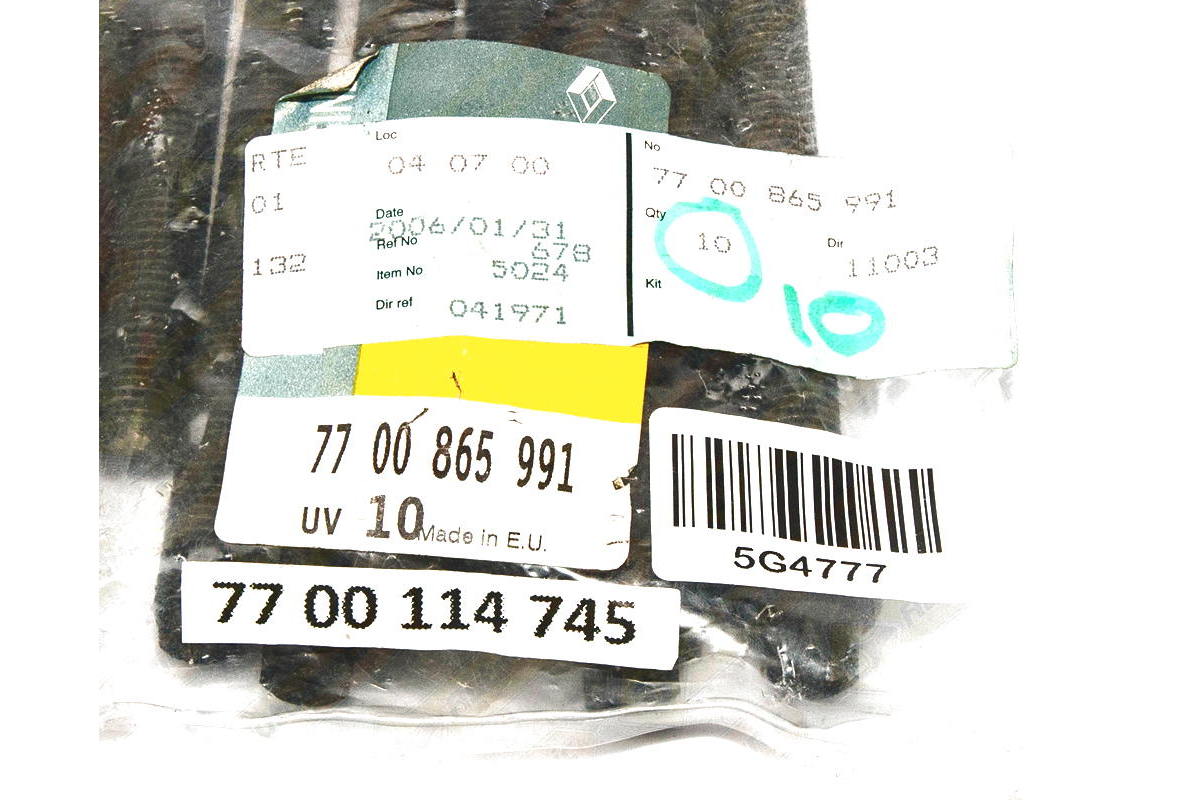 Loc
RTE 04 07 00
01
Date
2006/01/31
Ref No 678
132
Item No 5024
Dir ref 041971
No
77 00 865 991
Qty
10
Dir
11003
Kit
10
77 00 865 991
UV 10 Made in E.U.
5G4777
77 00 114 745